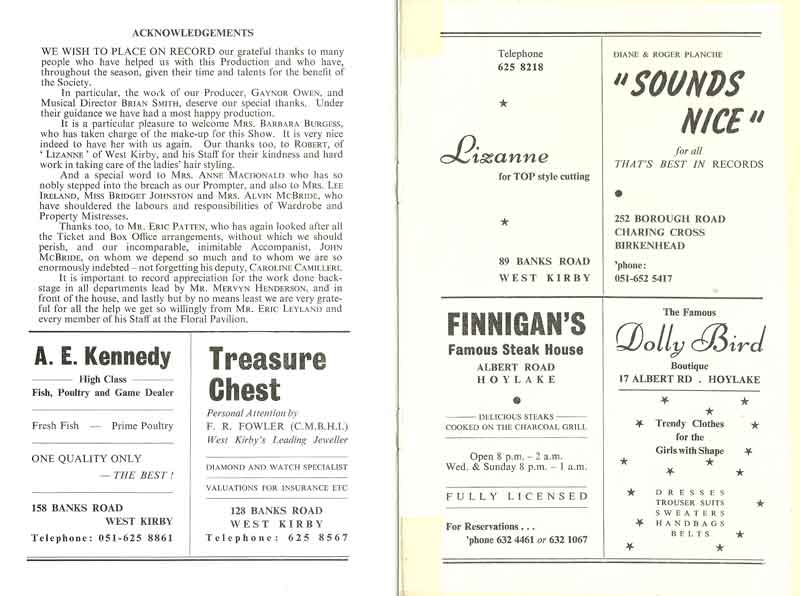 ACKNOWLEDGEMENTS
WE WISH TO PLACE ON RECORD our grateful thanks to many
people who have helped us with this Production and who have,
throughout the season, given their time and talents for the benefit of
the Society.
In particular, the work of our Producer, GAYNOR OWEN, and
Musical Director BRIAN SMITH, deserve our special thanks. Under
their guidance we have had a most happy production.
It is a particular pleasure to welcome MRS. BARBARA BURGESS,
who has taken charge of the make-up for this Show. It is very nice
indeed to have her with us again. Our thanks too, to ROBERT, of
' LIZANNE ' of West Kirby, and his Staff for their kindness and hard
work in taking care of the ladies' hair styling.
And a special word to MRS. ANNE MACDONALD who has so
nobly stepped into the breach as our Prompter, and also to MRS. LEE
IRELAND, MISS BRIDGET JOHNSTON and MRS. ALVIN MCBRIDE, who
have shouldered the labours and responsibilities of Wardrobe and
Property Mistresses.
Thanks too, to MR. ERIC PATTEN, who has again looked after all
the Ticket and Box Office arrangements, without which we should
perish, and our incomparable, inimitable Accompanist, JOHN
MCBRIDE, on whom we depend so much and to whom we are so
enormously indebted – not forgetting his deputy, CAROLINE CAMILLERI.
It is important to record appreciation for the work done back-
stage in all departments lead by MR. MERVYN HENDERSON, and in
front of the house, and lastly but by no means least we are very grate-
ful for all the help we get so willingly from MR. ERIC LEYLAND and
every member of his Staff at the Floral Pavilion.
A. E. Kennedy
High Class
Fish, Poultry and Game Dealer
Fresh Fish — Prime Poultry
ONE QUALITY ONLY
— THE BEST !
158 BANKS ROAD
WEST KIRBY
Telephone: 051-625 8861
Treasure
Chest
Personal Attention by
F. R. FOWLER (C.M.B.H.I.)
West Kirby's Leading Jeweller
DIAMOND AND WATCH SPECIALIST
VALUATIONS FOR INSURANCE ETC
128 BANKS ROAD
WEST KIRBY
Telephone: 625 8567
Telephone
625 8218
Lizanne
for TOP style cutting
89 BANKS ROAD
WEST KIRBY
DIANE & ROGER PLANCHE
"SOUNDS
NICE"
for all
THAT'S BEST IN RECORDS
252 BOROUGH ROAD
CHARING CROSS
BIRKENHEAD
'phone:
051-652 5417
FINNIGAN'S
Famous Steak House
ALBERT ROAD
HOYLAKE
DELICIOUS STEAKS
COOKED ON THE CHARCOAL GRILL
Open 8 p.m. – 2 a.m.
Wed. & Sunday 8 p.m. – 1 a.m.
FULLY LICENSED
For Reservations . . .
'phone 632 4461 or 632 1067
The Famous
Dolly Bird
Boutique
17 ALBERT RD . HOYLAKE
Trendy Clothes
for the
Girls with Shape
DRESSES
TROUSER SUITS
SWEATERS
HANDBAGS
BELTS